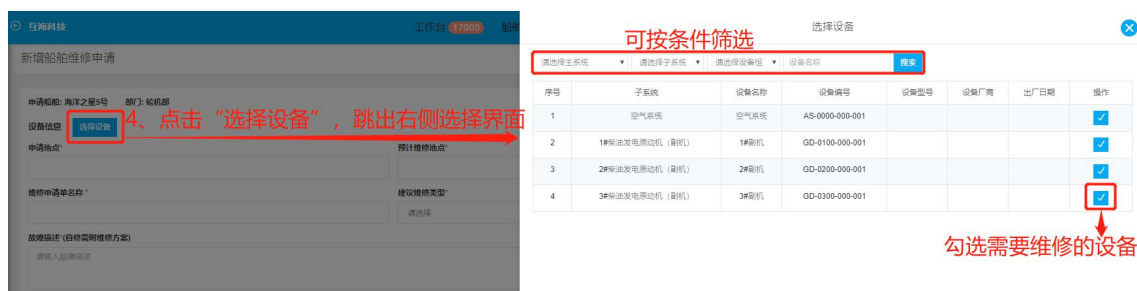 互海科技 工作台 17005 船舶
新增船舶维修申请
申请船舶: 海洋之星5号 部门: 轮机部
设备信息 选择设备
4、点击“选择设备”，跳出右侧选择界面
申请地点* 预计维修地点*
维修申请单名称* 建议维修类型*
请选择
故障描述*(自修需附维修方案)
请输入故障描述
选择设备
可按条件筛选
请选择主系统 请选择子系统 请选择设备组 设备名称 搜索
序号 子系统 设备名称 设备编号 设备型号 设备厂商 出厂日期 操作
1 空气系统 空气系统 AS-0000-000-001
2 1#柴油发电原动机（副机） 1#副机 GD-0100-000-001
3 2#柴油发电原动机（副机） 2#副机 GD-0200-000-001
4 3#柴油发电原动机（副机） 3#副机 GD-0300-000-001
勾选需要维修的设备